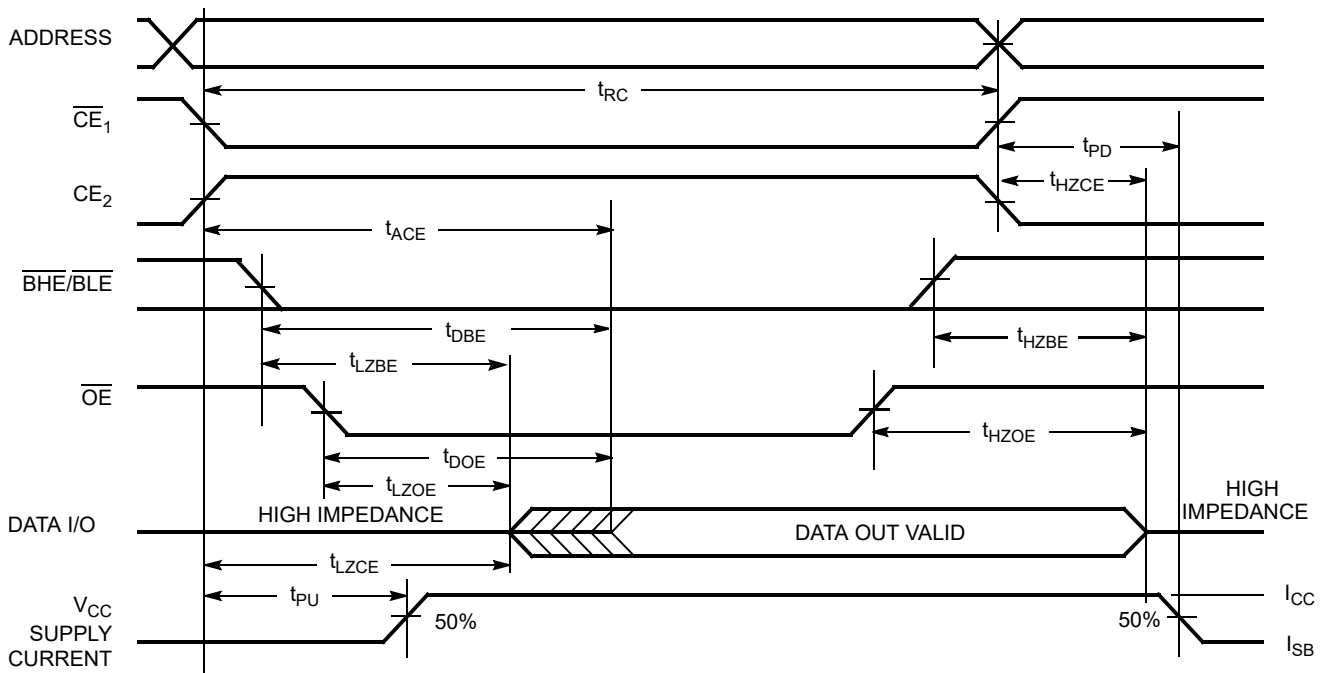 ADDRESS
tRC
CE1
tPD
tHZCE
CE2
tACE
BHE/BLE
tDBE
tHZBE
tLZBE
OE
tHZOE
tDOE
tLZOE
HIGH IMPEDANCE
HIGH
IMPEDANCE
DATA I/O
DATA OUT VALID
tLZCE
tPU
VCC
SUPPLY
CURRENT
50%
50%
ICC
ISB